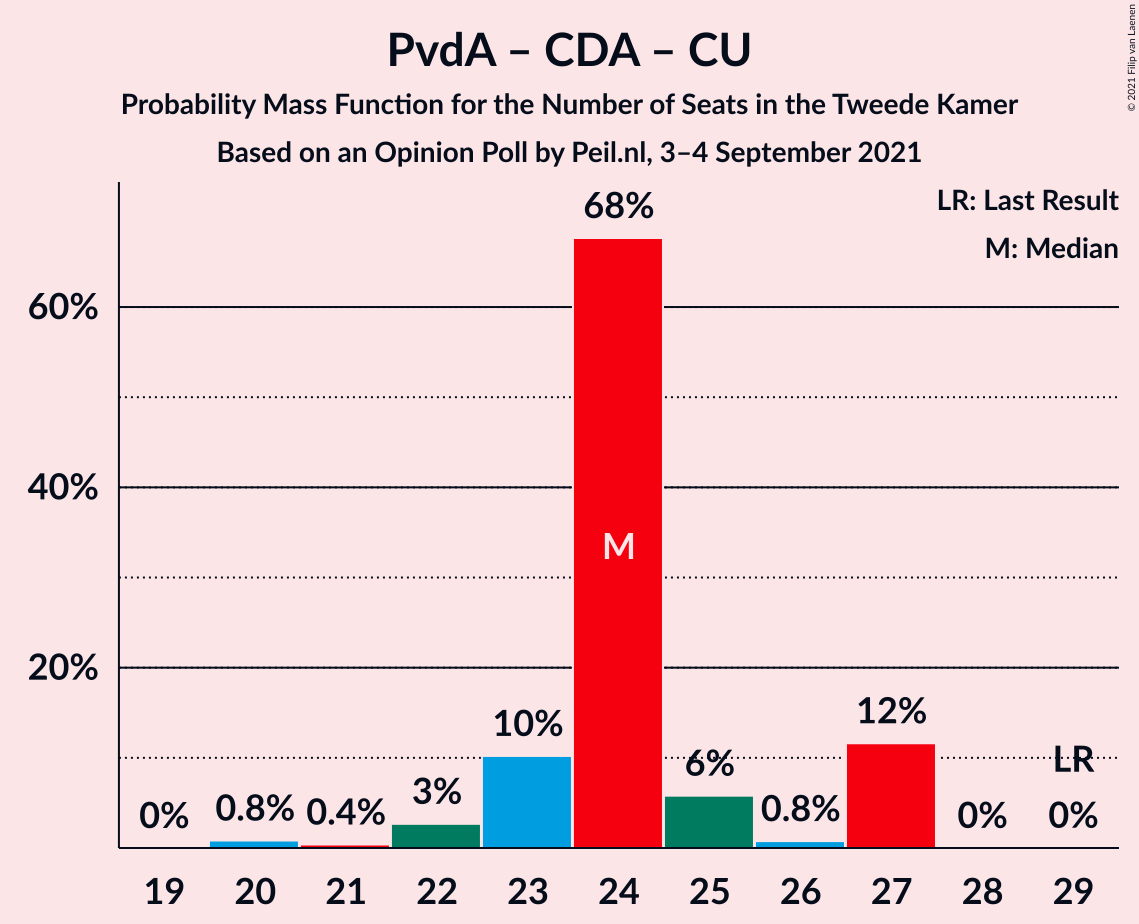 PvdA – CDA – CU
Probability Mass Function for the Number of Seats in the Tweede Kamer
Based on an Opinion Poll by Peil.nl, 3–4 September 2021
© 2021 Filip van Laenen
LR: Last Result
M: Median
60%
40%
20%
0%
0.8%
0.4%
3%
10%
68%
M
6%
0.8%
12%
0%
LR
0%
19 20 21 22 23 24 25 26 27 28 29